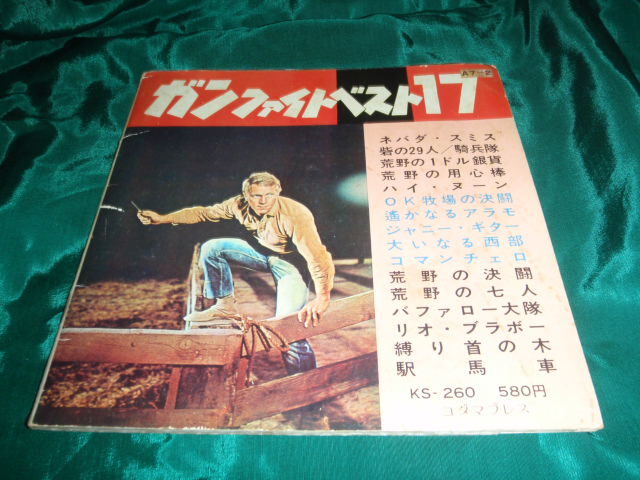 ガンファイトベスト17
A7-2
ネバダ・スミス
砦の29人/騎兵隊
荒野の1ドル銀貨
荒野の用心棒
ハイ・ヌーン
OK牧場の決闘
遙かなるアラモ
ジャニー・ギター
大いなる西部
コマンチェロ
荒野の決闘
荒野の七人
バファロー大隊
リオ・ブラボー
縛り首の木
駅馬車
KS-260 580円
コダマプレス